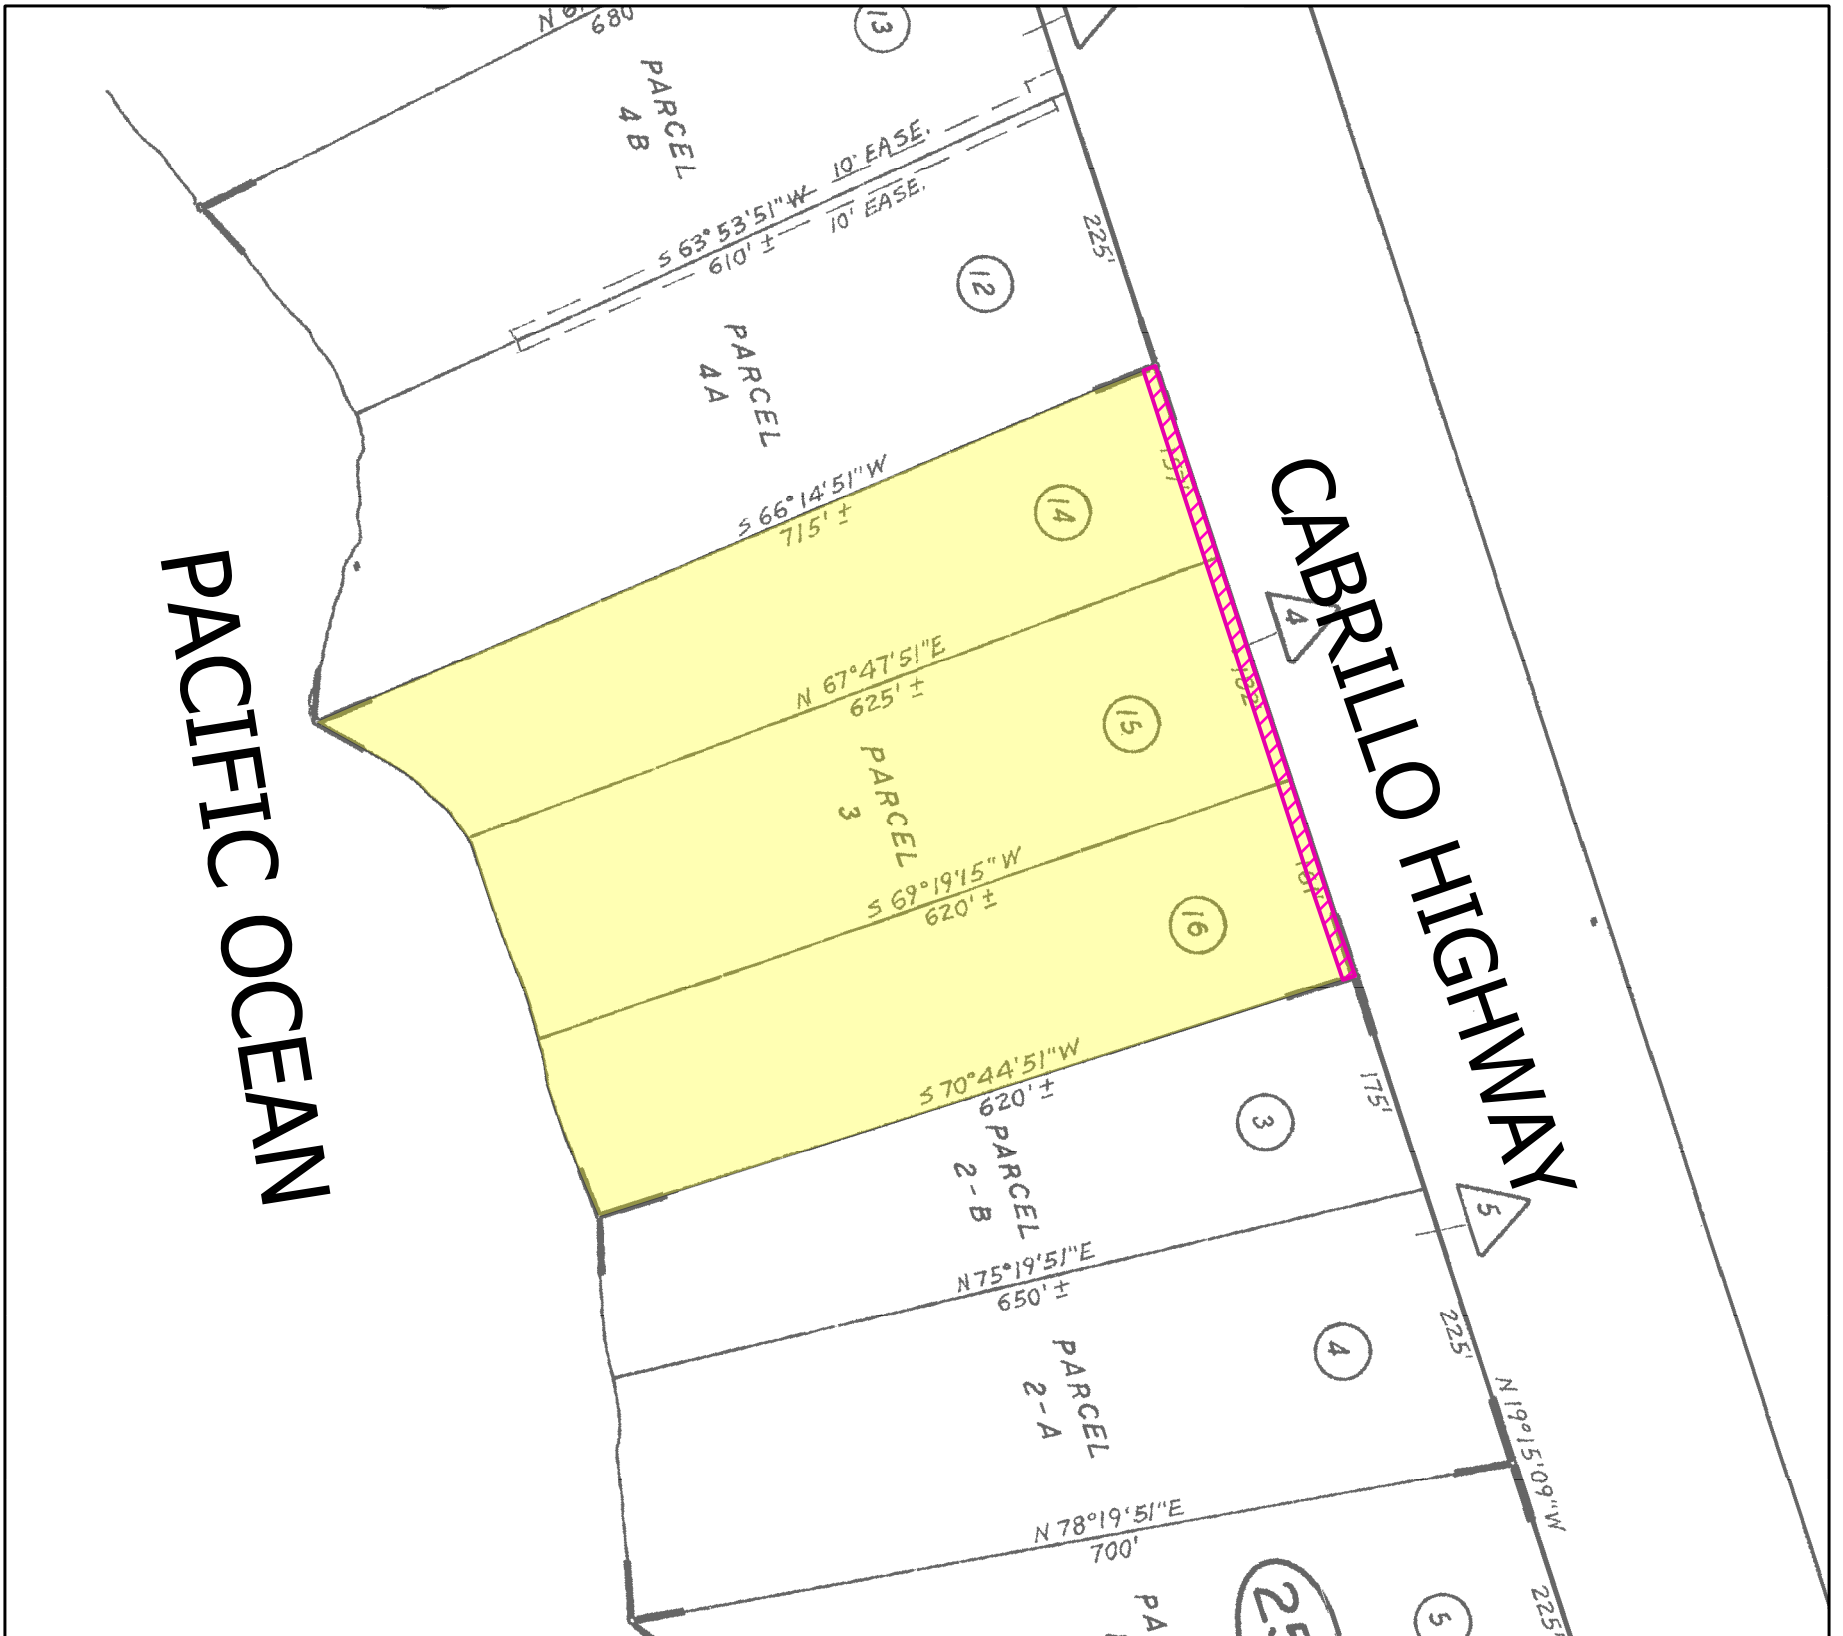 680
13
PARCEL
4 B
10' EASE.
S 63° 53' 51" W
10' EASE.
610' ±
225'
12
PARCEL
4 A
S 66° 14' 51" W
715' ±
14
N 67° 47' 51" E
625' ±
4
15
PARCEL
3
S 69° 19' 15" W
620' ±
16
CABRILLO HIGHWAY
PACIFIC OCEAN
S 70° 44' 51" W
620' ±
175'
3
PARCEL
2-B
5
N 75° 19' 51" E
650' ±
225'
4
PARCEL
2-A
N 19° 15' 09" W
N 78° 19' 51" E
700'
225'
5